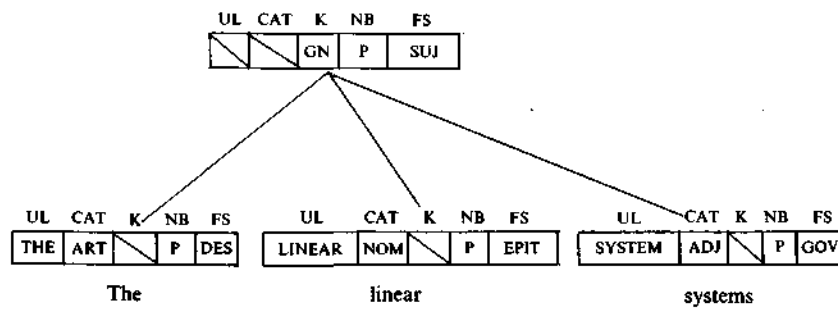 UL CAT K NB FS
GN P SUJ
UL CAT K NB FS UL CAT K NB FS UL CAT K NB FS
THE ART P DES LINEAR NOM P EPIT SYSTEM ADJ P GOV
The linear systems